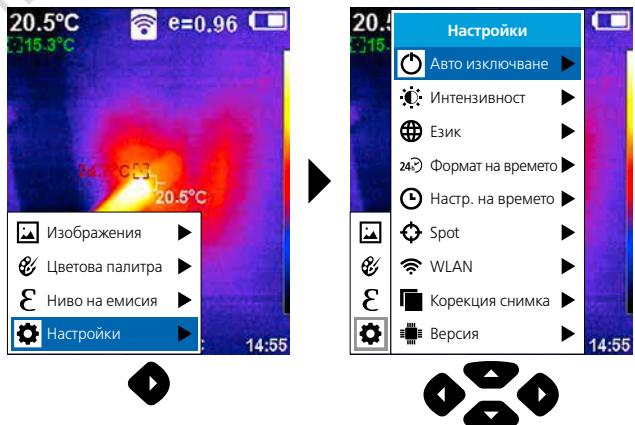 20.5°C
e=0.96
15.3°C
24.7°C
20.5°C
Изображения
Цветова палитра
ε Ниво на емисия
Настройки
14:55
20.
15.
Настройки
Авто изключване
Интензивност
Език
24h Формат на времето
Настр. на времето
Spot
WLAN
ε
Корекция снимка
Версия
14:55